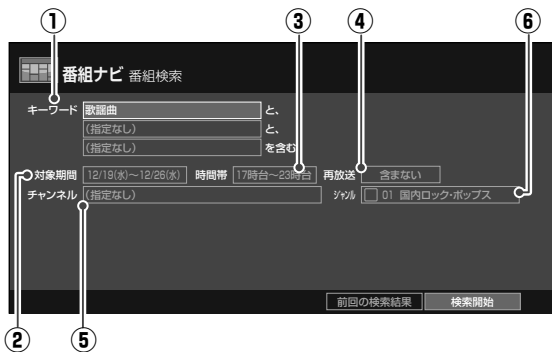 ① ③ ④ ⑥
番組ナビ 番組検索
キーワード 歌謡曲 と、
(指定なし) と、
(指定なし) を含む
対象期間 12/19(水)~12/26(水) 時間帯 17時台~23時台 再放送 含まない
チャンネル (指定なし) ジャンル 01 国内ロック・ポップス
前回の検索結果 検索開始
② ⑤